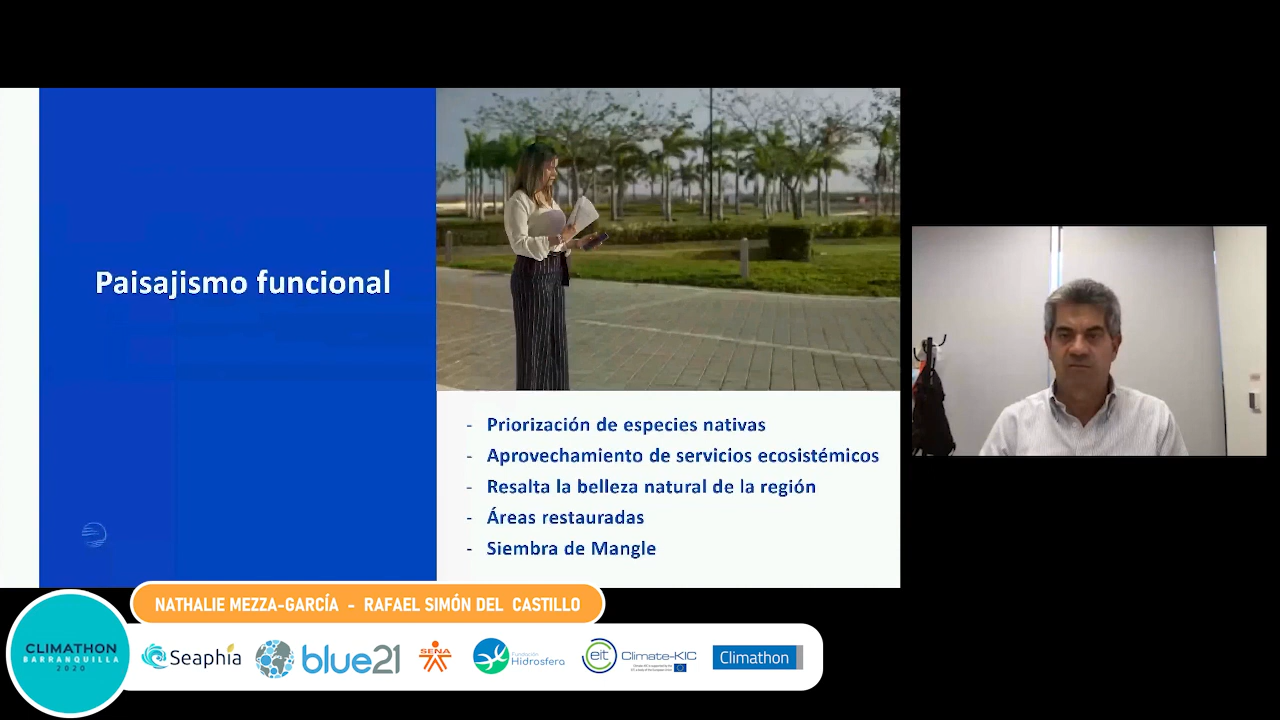 Paisajismo funcional
- Priorización de especies nativas
- Aprovechamiento de servicios ecosistémicos
- Resalta la belleza natural de la región
- Áreas restauradas
- Siembra de Mangle
NATHALIE MEZZA-GARCÍA - RAFAEL SIMÓN DEL CASTILLO
CLIMATHON
BARRANQUILLA
2020
Seaphia
blue21
SENA
Fundación
Hidrosfera
eit
Climate-KIC
Climathon